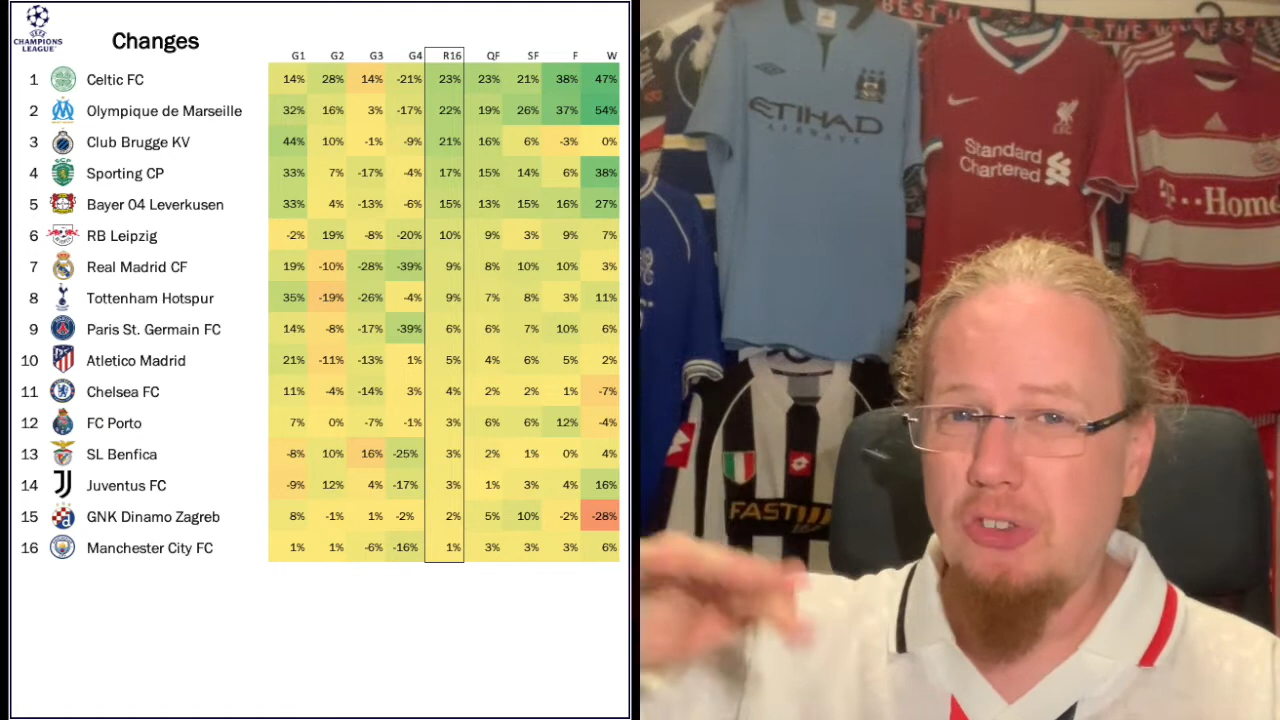 CHAMPIONS
LEAGUE
Changes
G1 G2 G3 G4 R16 QF SF F W
1 Celtic FC 14% 28% 14% -21% 23% 23% 21% 38% 47%
2 Olympique de Marseille 32% 16% 3% -17% 22% 19% 26% 37% 54%
3 Club Brugge KV 44% 10% -1% -9% 21% 16% 6% -3% 0%
4 Sporting CP 33% 7% -17% -4% 17% 15% 14% 6% 38%
5 Bayer 04 Leverkusen 33% 4% -13% -6% 15% 13% 15% 16% 27%
6 RB Leipzig -2% 19% -8% -20% 10% 9% 3% 9% 7%
7 Real Madrid CF 19% -10% -28% -39% 9% 8% 10% 10% 3%
8 Tottenham Hotspur 35% -19% -26% -4% 9% 7% 8% 3% 11%
9 Paris St. Germain FC 14% -8% -17% -39% 6% 6% 7% 10% 6%
10 Atletico Madrid 21% -11% -13% 1% 5% 4% 6% 5% 2%
11 Chelsea FC 11% -4% -14% 3% 4% 2% 2% 1% -7%
12 FC Porto 7% 0% -7% -1% 3% 6% 6% 12% -4%
13 SL Benfica -8% 10% 16% -25% 3% 2% 1% 0% 4%
14 Juventus FC -9% 12% 4% -17% 3% 1% 3% 4% 16%
15 GNK Dinamo Zagreb 8% -1% 1% -2% 2% 5% 10% -2% -28%
16 Manchester City FC 1% 1% -6% -16% 1% 3% 3% 3% 6%
BEST
THE WINNERS
ETIHAD
AIRWAYS
L.F.C.
Standard
Chartered
T··Home
FAST